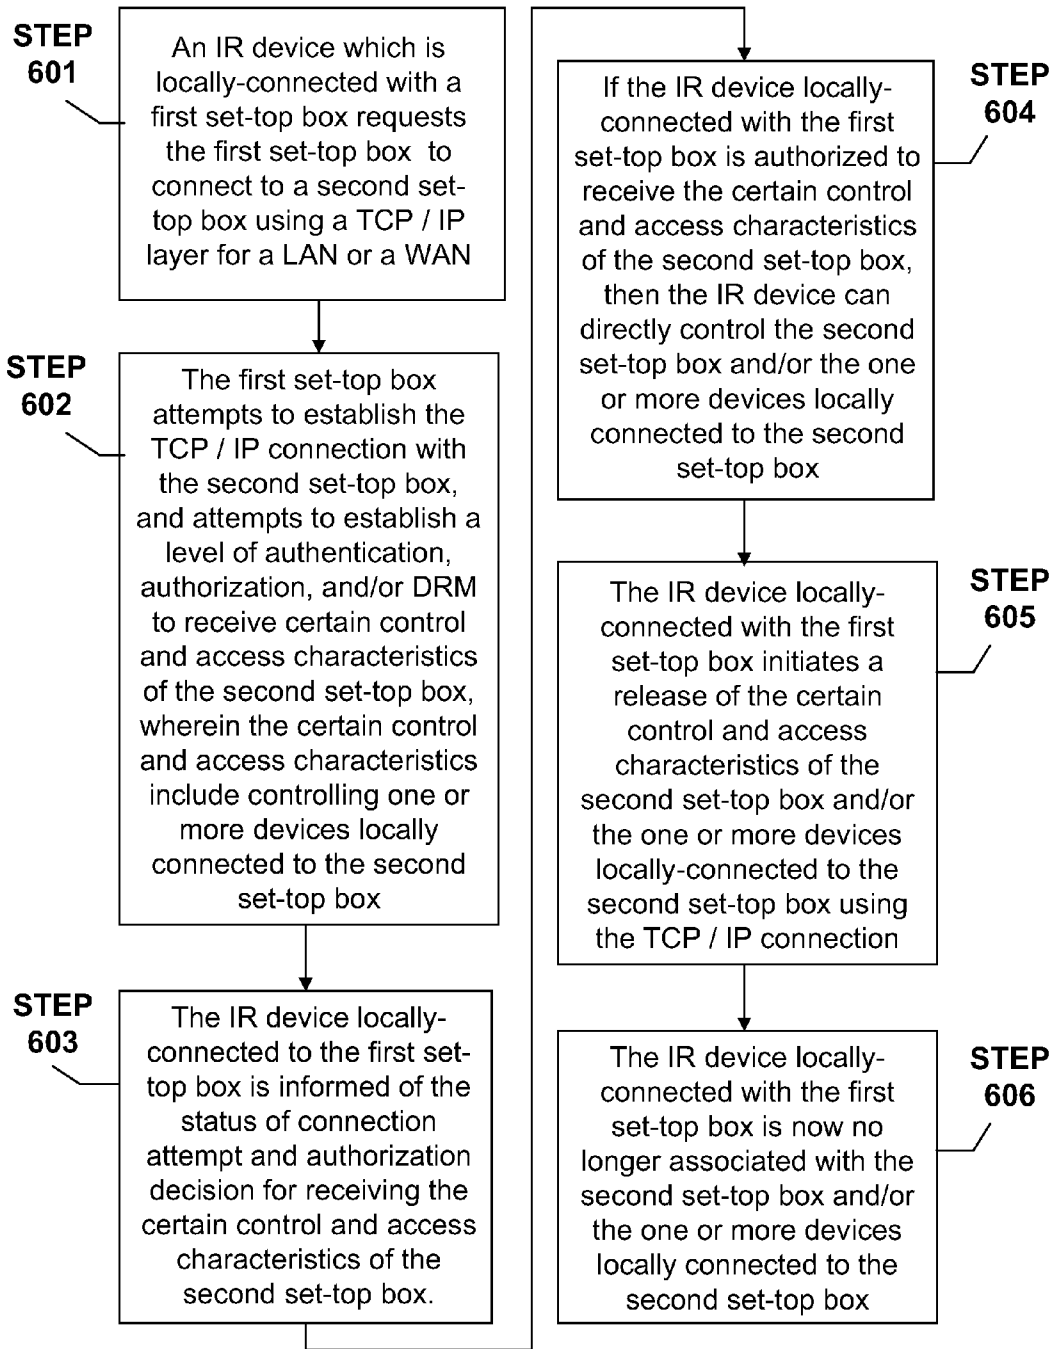 STEP
601
An IR device which is
locally-connected with a
first set-top box requests
the first set-top box to
connect to a second set-
top box using a TCP / IP
layer for a LAN or a WAN
STEP
602
The first set-top box
attempts to establish the
TCP / IP connection with
the second set-top box,
and attempts to establish a
level of authentication,
authorization, and/or DRM
to receive certain control
and access characteristics
of the second set-top box,
wherein the certain control
and access characteristics
include controlling one or
more devices locally
connected to the second
set-top box
STEP
603
The IR device locally-
connected to the first set-
top box is informed of the
status of connection
attempt and authorization
decision for receiving the
certain control and access
characteristics of the
second set-top box.
STEP
604
If the IR device locally-
connected with the first
set-top box is authorized to
receive the certain control
and access characteristics
of the second set-top box,
then the IR device can
directly control the second
set-top box and/or the one
or more devices locally
connected to the second
set-top box
STEP
605
The IR device locally-
connected with the first
set-top box initiates a
release of the certain
control and access
characteristics of the
second set-top box and/or
the one or more devices
locally-connected to the
second set-top box using
the TCP / IP connection
STEP
606
The IR device locally-
connected with the first
set-top box is now no
longer associated with the
second set-top box and/or
the one or more devices
locally connected to the
second set-top box